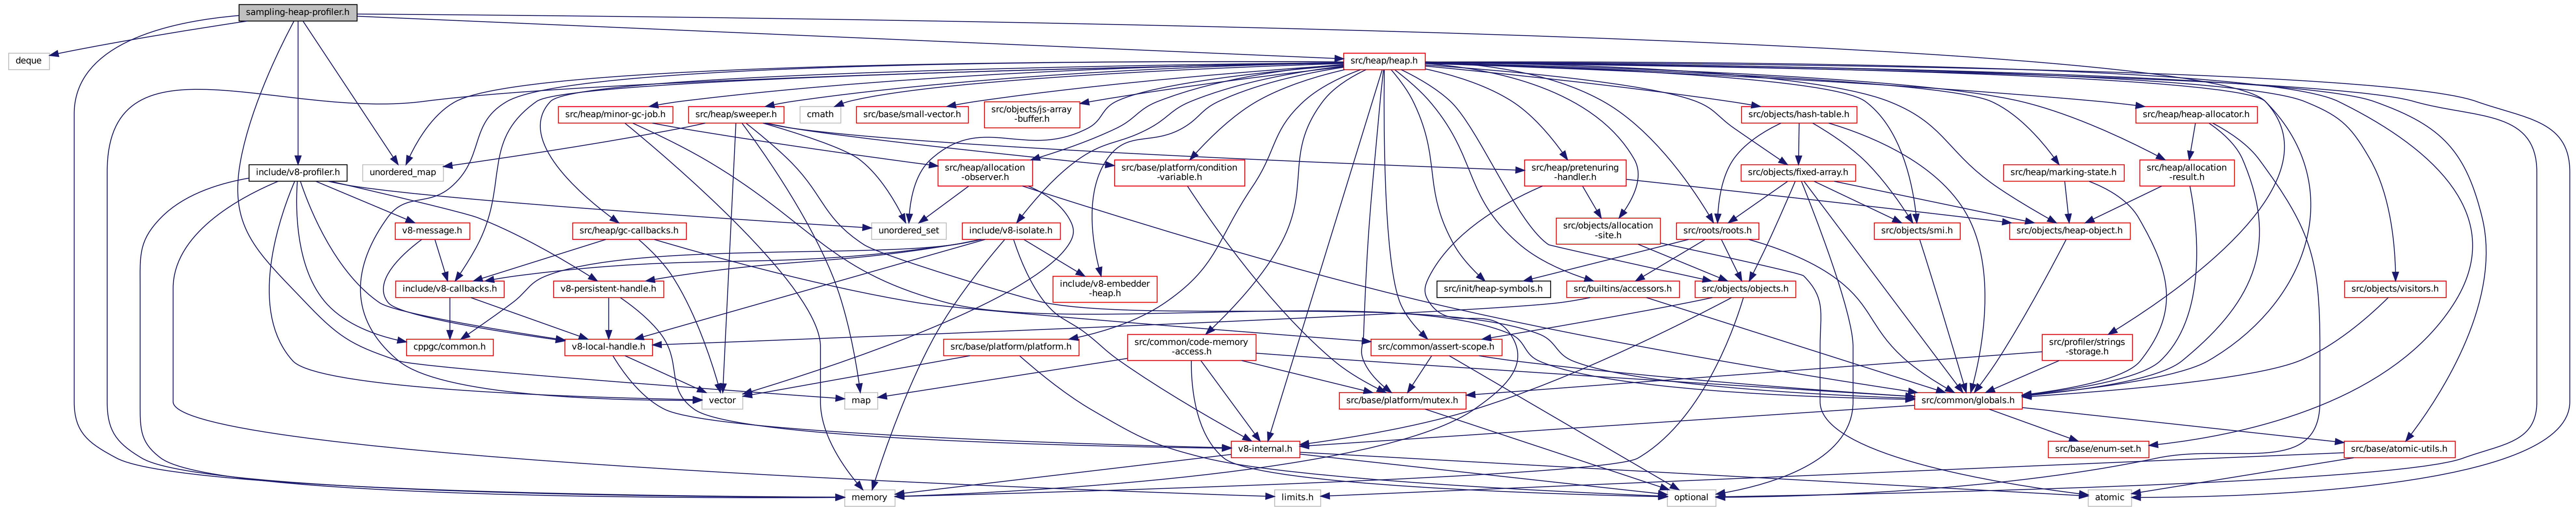 sampling-heap-profiler.h
deque
src/heap/heap.h
src/heap/minor-gc-job.h
src/heap/sweeper.h
cmath
src/base/small-vector.h
src/objects/js-array
-buffer.h
src/objects/hash-table.h
src/heap/heap-allocator.h
include/v8-profiler.h
unordered_map
src/heap/allocation
-observer.h
src/base/platform/condition
-variable.h
src/heap/pretenuring
-handler.h
src/objects/fixed-array.h
src/heap/marking-state.h
src/heap/allocation
-result.h
v8-message.h
src/heap/gc-callbacks.h
unordered_set
include/v8-isolate.h
src/objects/allocation
-site.h
src/roots/roots.h
src/objects/smi.h
src/objects/heap-object.h
include/v8-callbacks.h
v8-persistent-handle.h
include/v8-embedder
-heap.h
src/init/heap-symbols.h
src/builtins/accessors.h
src/objects/objects.h
src/objects/visitors.h
cppgc/common.h
v8-local-handle.h
src/base/platform/platform.h
src/common/code-memory
-access.h
src/common/assert-scope.h
src/profiler/strings
-storage.h
vector
map
src/base/platform/mutex.h
src/common/globals.h
v8-internal.h
src/base/enum-set.h
src/base/atomic-utils.h
memory
limits.h
optional
atomic